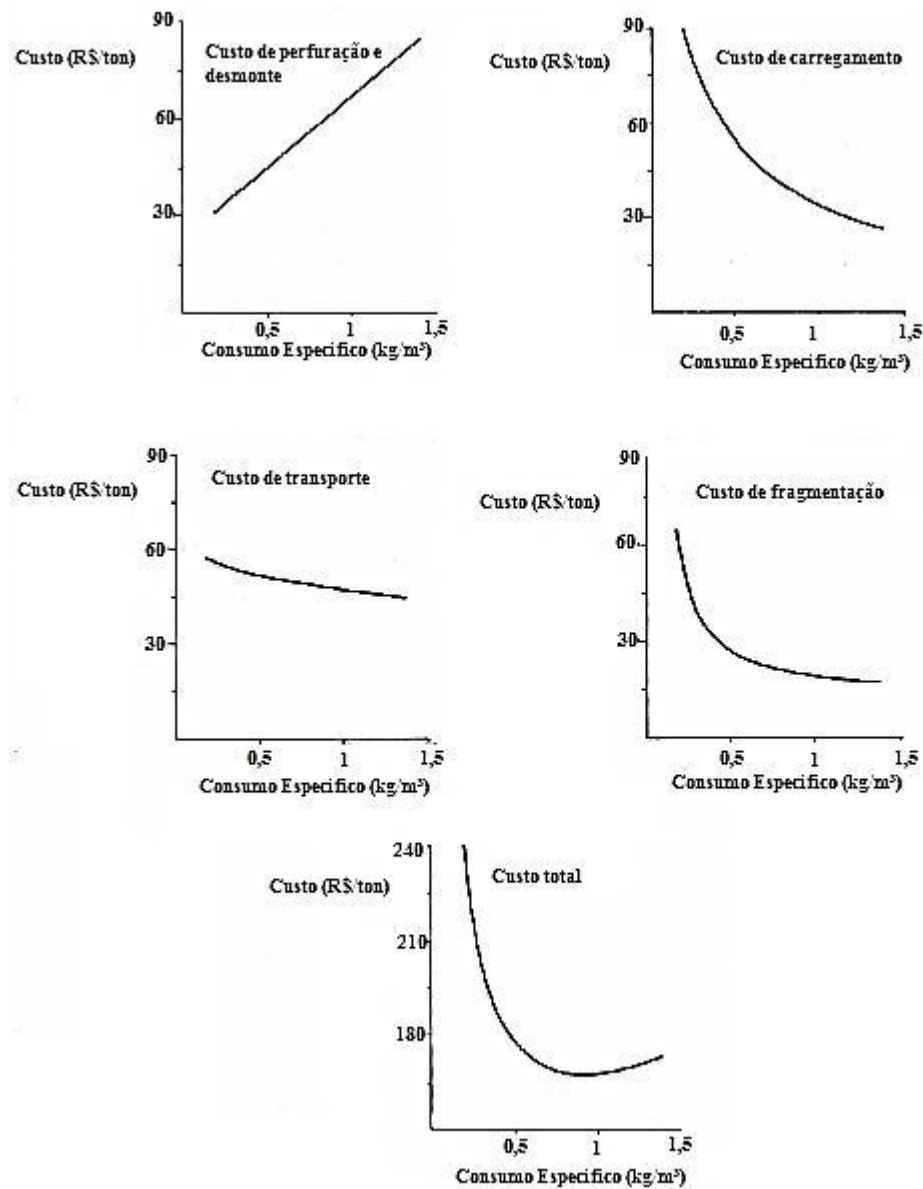 90
Custo (R$/ton)
Custo de perfuração e
desmonte
60
30
0,5 1 1,5
Consumo Especifico (kg/m³)
90
Custo (R$/ton)
Custo de carregamento
60
30
0,5 1 1,5
Consumo Especifico (kg/m³)
90
Custo (R$/ton)
Custo de transporte
60
30
0,5 1 1,5
Consumo Especifico (kg/m³)
90
Custo (R$/ton)
Custo de fragmentação
60
30
0,5 1 1,5
Consumo Especifico (kg/m³)
240
Custo (R$/ton)
Custo total
210
180
0,5 1 1,5
Consumo Especifico (kg/m³)